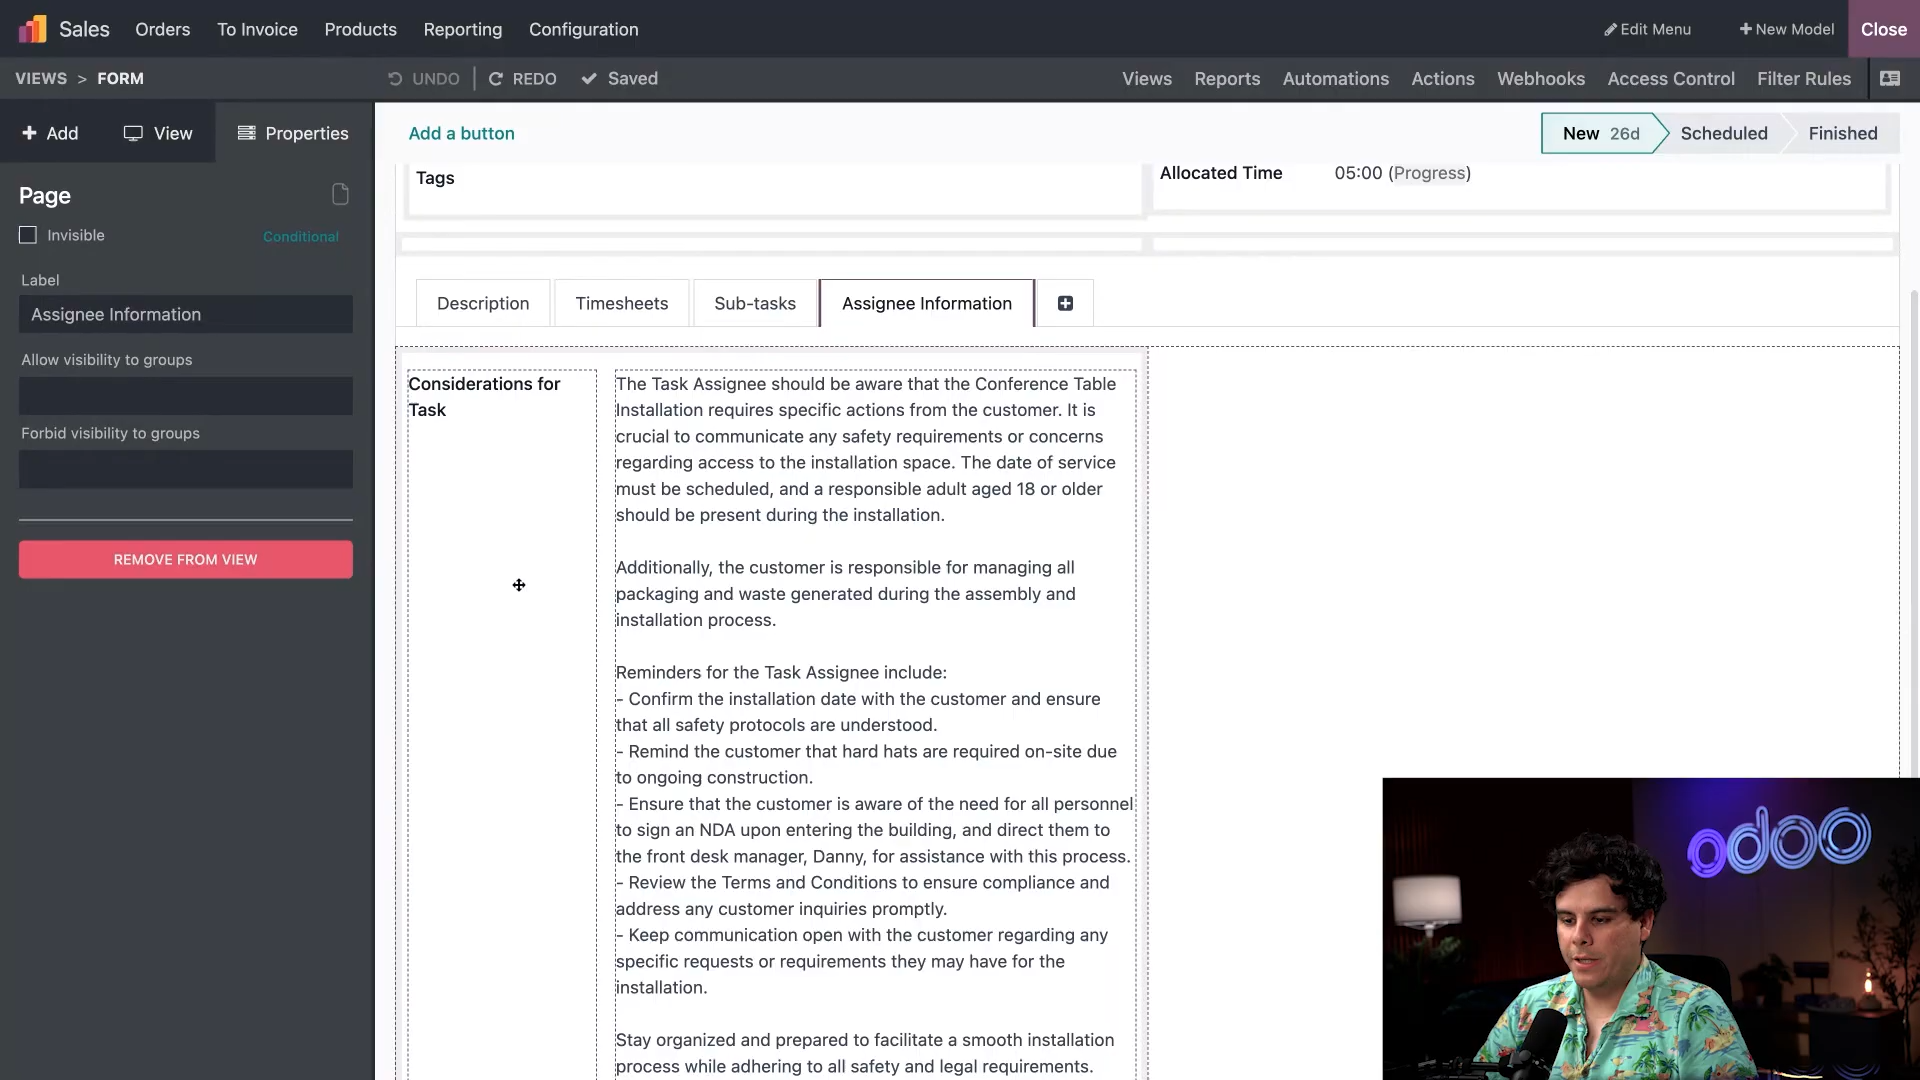 Sales Orders To Invoice Products Reporting Configuration Edit Menu New Model Close
VIEWS > FORM UNDO REDO Saved Views Reports Automations Actions Webhooks Access Control Filter Rules
Add View Properties Add a button New 26d Scheduled Finished
Page
Invisible Conditional
Label
Assignee Information
Allow visibility to groups
Forbid visibility to groups
REMOVE FROM VIEW
Tags
Allocated Time 05:00 (Progress)
Description Timesheets Sub-tasks Assignee Information
Considerations for
Task
The Task Assignee should be aware that the Conference Table
Installation requires specific actions from the customer. It is
crucial to communicate any safety requirements or concerns
regarding access to the installation space. The date of service
must be scheduled, and a responsible adult aged 18 or older
should be present during the installation.
Additionally, the customer is responsible for managing all
packaging and waste generated during the assembly and
installation process.
Reminders for the Task Assignee include:
- Confirm the installation date with the customer and ensure
that all safety protocols are understood.
- Remind the customer that hard hats are required on-site due
to ongoing construction.
- Ensure that the customer is aware of the need for all personnel
to sign an NDA upon entering the building, and direct them to
the front desk manager, Danny, for assistance with this process.
- Review the Terms and Conditions to ensure compliance and
address any customer inquiries promptly.
- Keep communication open with the customer regarding any
specific requests or requirements they may have for the
installation.
Stay organized and prepared to facilitate a smooth installation
process while adhering to all safety and legal requirements.
odoo